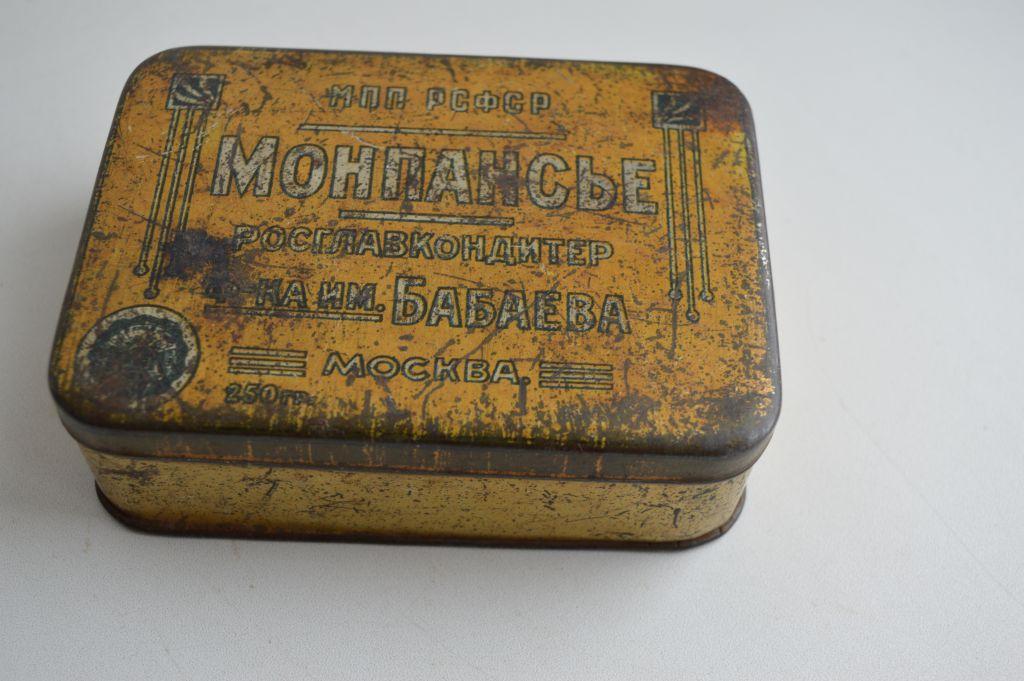 МПП РСФСР
МОНПАНСЬЕ
РОСГЛАВКОНДИТЕР
Ф-КА ИМ. БАБАЕВА
МОСКВА.
250 гр.